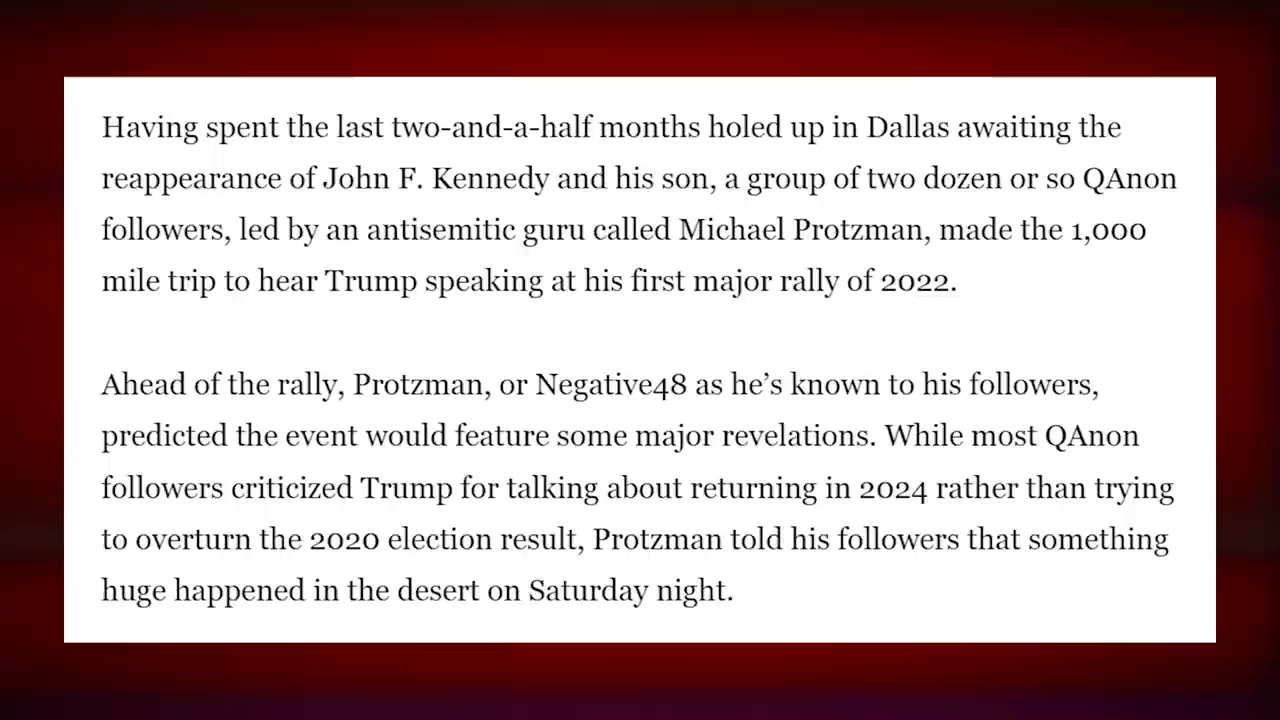 Having spent the last two-and-a-half months holed up in Dallas awaiting the
reappearance of John F. Kennedy and his son, a group of two dozen or so QAnon
followers, led by an antisemitic guru called Michael Protzman, made the 1,000
mile trip to hear Trump speaking at his first major rally of 2022.
Ahead of the rally, Protzman, or Negative48 as he’s known to his followers,
predicted the event would feature some major revelations. While most QAnon
followers criticized Trump for talking about returning in 2024 rather than trying
to overturn the 2020 election result, Protzman told his followers that something
huge happened in the desert on Saturday night.